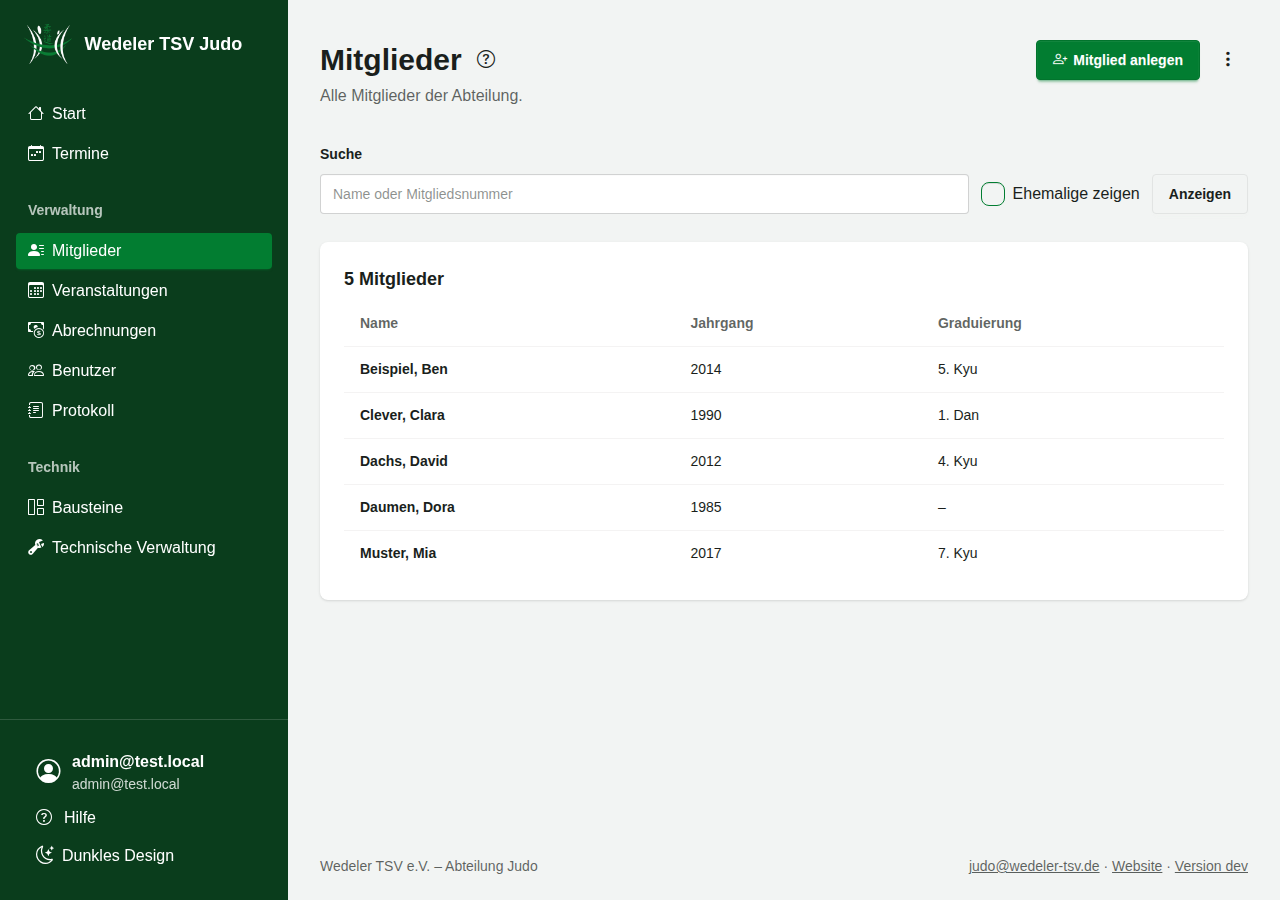 Wedeler TSV Judo
Start
Termine
Verwaltung
Mitglieder
Veranstaltungen
Abrechnungen
Benutzer
Protokoll
Technik
Bausteine
Technische Verwaltung
admin@test.local
admin@test.local
Hilfe
Dunkles Design
Mitglieder
Mitglied anlegen
Alle Mitglieder der Abteilung.
Suche
Name oder Mitgliedsnummer
Ehemalige zeigen
Anzeigen
5 Mitglieder
Name Jahrgang Graduierung
Beispiel, Ben 2014 5. Kyu
Clever, Clara 1990 1. Dan
Dachs, David 2012 4. Kyu
Daumen, Dora 1985 –
Muster, Mia 2017 7. Kyu
Wedeler TSV e.V. – Abteilung Judo
judo@wedeler-tsv.de · Website · Version dev